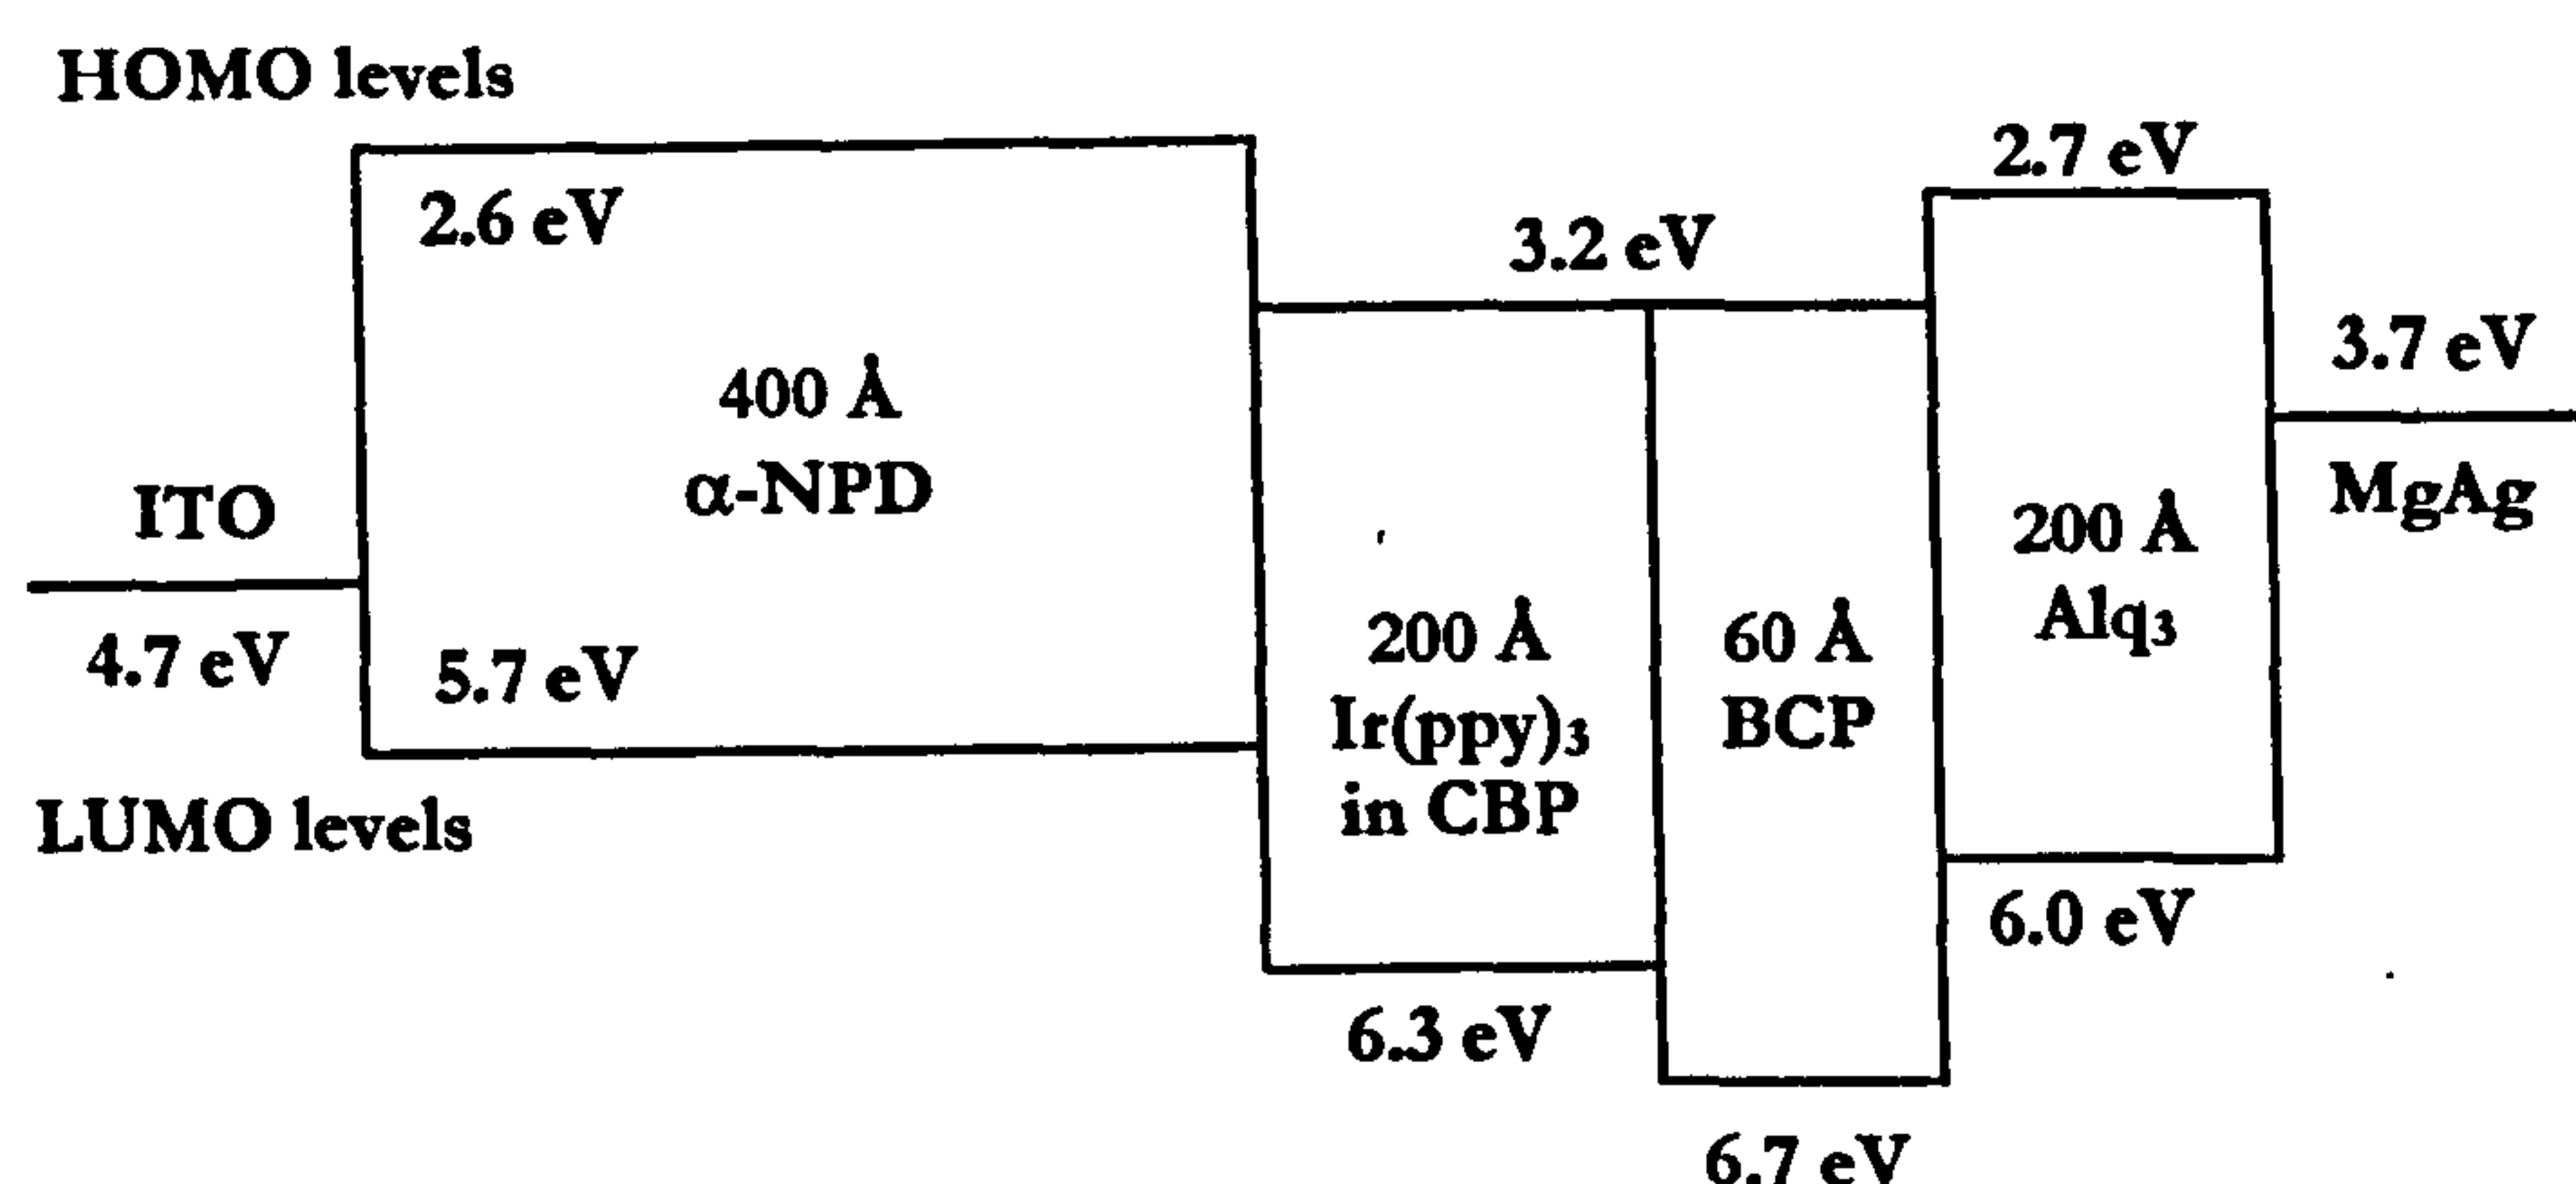 HOMO levels
2.6 eV
400 Å
α-NPD
5.7 eV
ITO
4.7 eV
LUMO levels
3.2 eV
200 Å
Ir(ppy)₃
in CBP
6.3 eV
60 Å
BCP
6.7 eV
2.7 eV
200 Å
Alq₃
6.0 eV
3.7 eV
MgAg